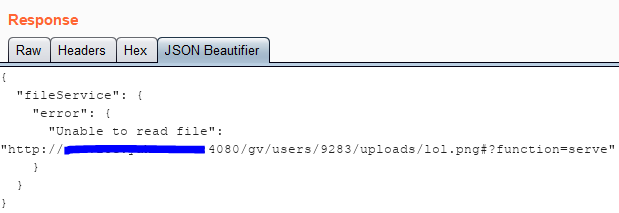 Response
Raw Headers Hex JSON Beautifier
{
"fileService": {
"error": {
"Unable to read file":
"http:// 4080/gv/users/9283/uploads/lol.png#?function=serve"
}
}
}